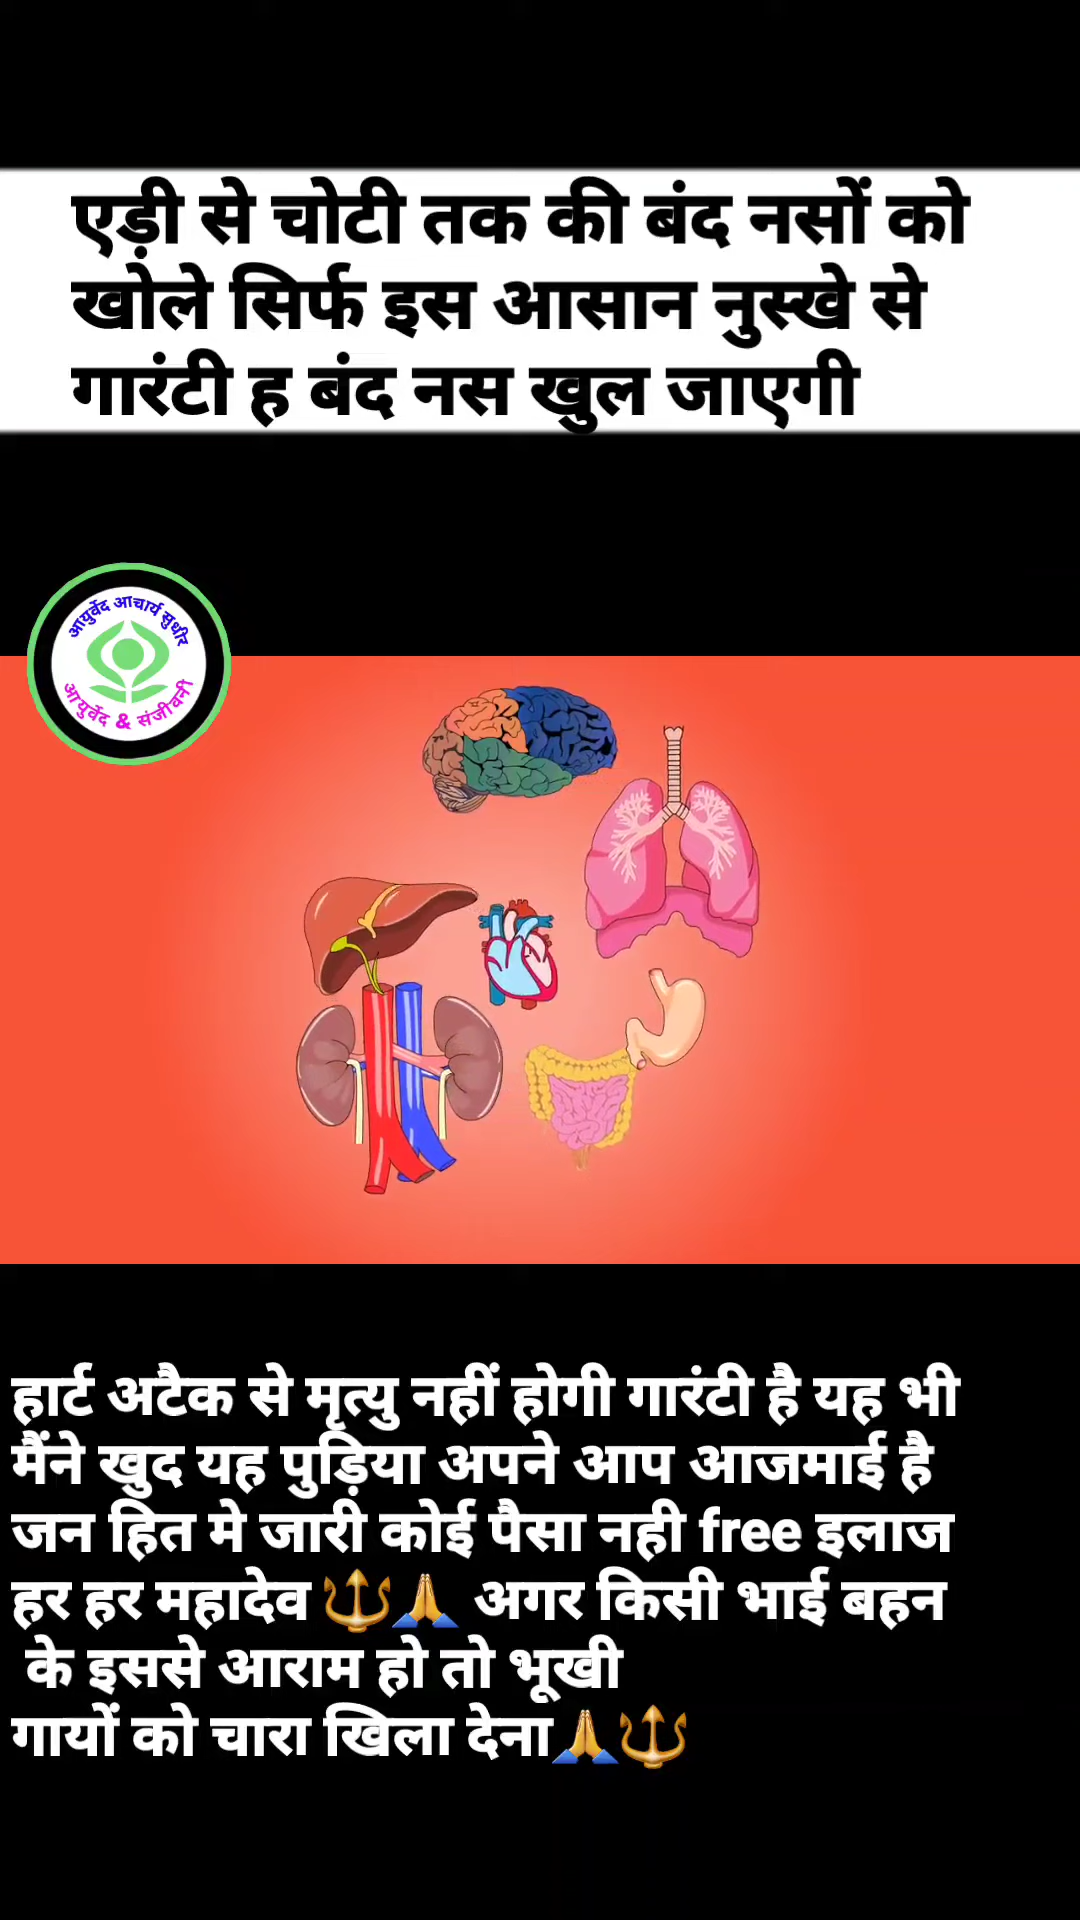 एड़ी से चोटी तक की बंद नसों को
खोले सिर्फ इस आसान नुस्खे से
गारंटी ह बंद नस खुल जाएगी
आयुर्वेद आचार्य सुधीर
आयुर्वेद & संजीवनी
हार्ट अटैक से मृत्यु नहीं होगी गारंटी है यह भी
मैंने खुद यह पुड़िया अपने आप आजमाई है
जन हित मे जारी कोई पैसा नही free इलाज
हर हर महादेव 🔱🙏 अगर किसी भाई बहन
के इससे आराम हो तो भूखी
गायों को चारा खिला देना🙏🔱